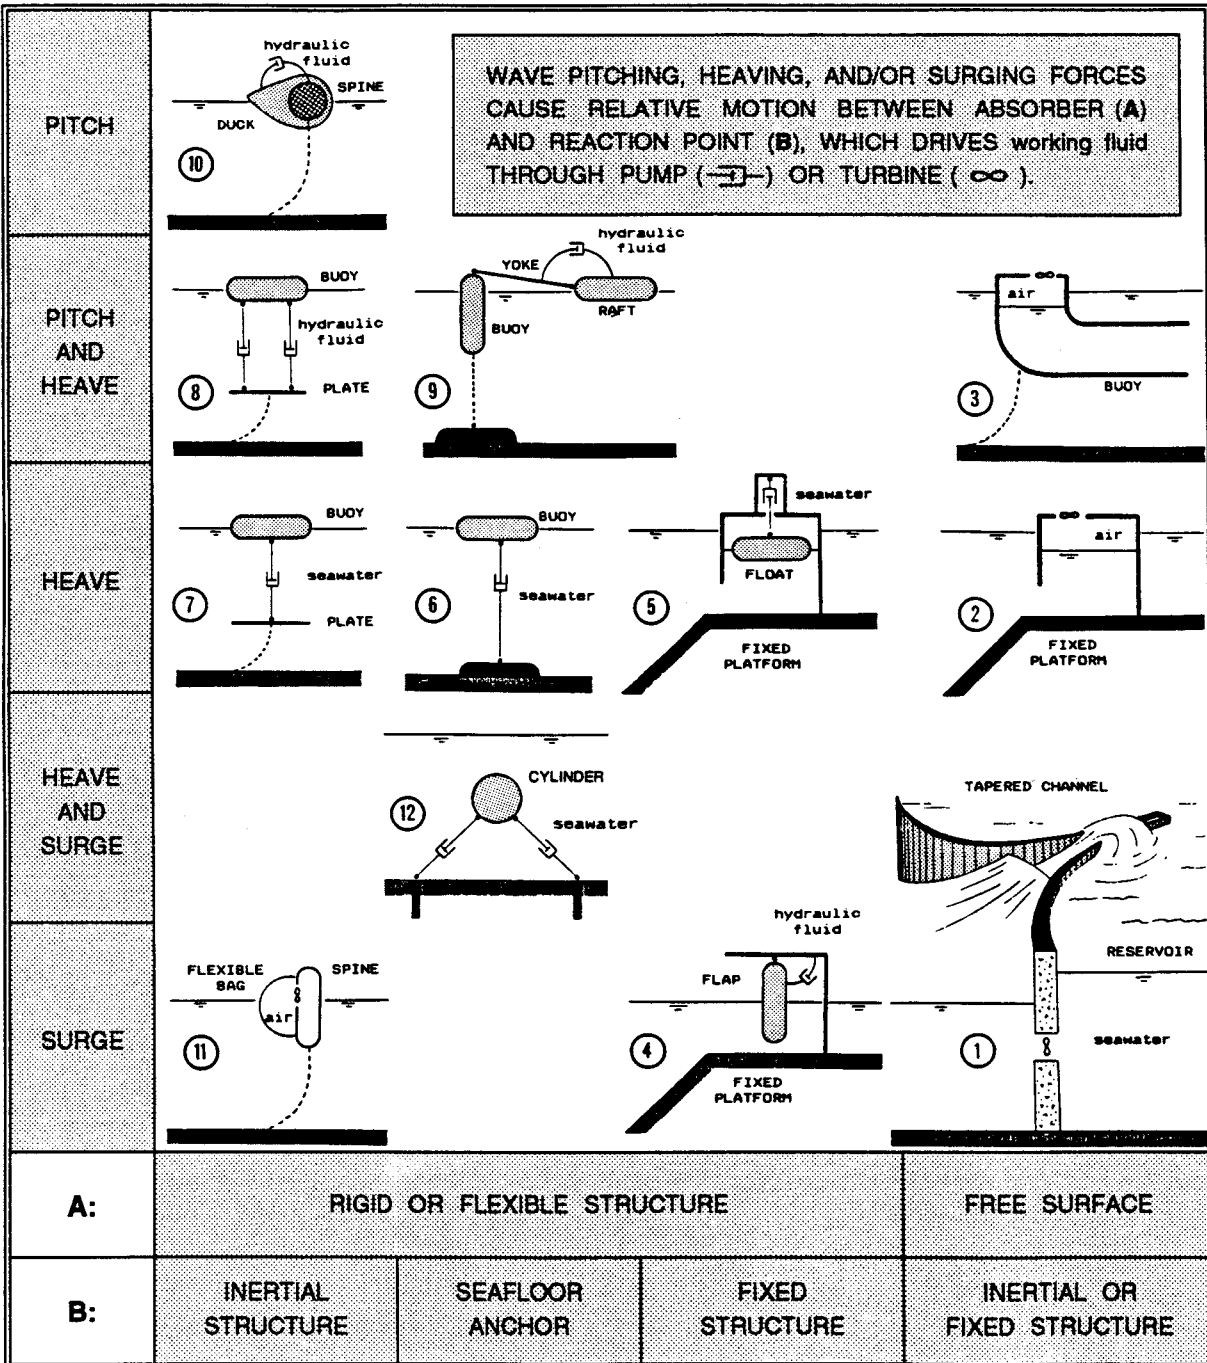 PITCH
hydraulic
fluid
SPINE
DUCK
10
WAVE PITCHING, HEAVING, AND/OR SURGING FORCES
CAUSE RELATIVE MOTION BETWEEN ABSORBER (A)
AND REACTION POINT (B), WHICH DRIVES working fluid
THROUGH PUMP ( ) OR TURBINE ( ∞ ).
PITCH
AND
HEAVE
BUOY
hydraulic
fluid
PLATE
8
YOKE
hydraulic
fluid
RAFT
BUOY
9
air
BUOY
3
HEAVE
BUOY
seawater
PLATE
7
BUOY
seawater
6
seawater
FLOAT
5
FIXED
PLATFORM
air
2
FIXED
PLATFORM
HEAVE
AND
SURGE
CYLINDER
seawater
12
TAPERED CHANNEL
RESERVOIR
seawater
1
SURGE
FLEXIBLE
BAG
SPINE
air
11
hydraulic
fluid
FLAP
4
FIXED
PLATFORM
A:
RIGID OR FLEXIBLE STRUCTURE
FREE SURFACE
B:
INERTIAL
STRUCTURE
SEAFLOOR
ANCHOR
FIXED
STRUCTURE
INERTIAL OR
FIXED STRUCTURE